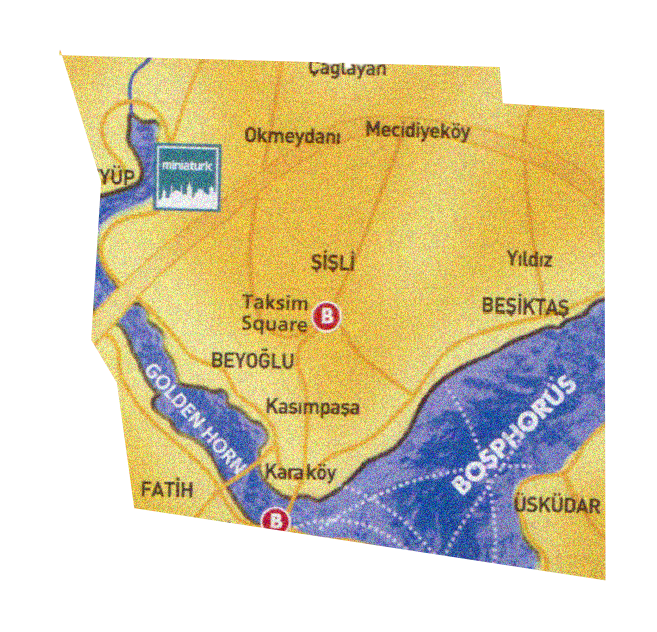 Çağlayan
Okmeydanı
Mecidiyeköy
miniaturk
YÜP
ŞİŞLİ
Yıldız
Taksim
Square
B
BEŞİKTAŞ
BEYOĞLU
GOLDEN HORN
Kasımpaşa
BOSPHORUS
Karaköy
FATİH
ÜSKÜDAR
B